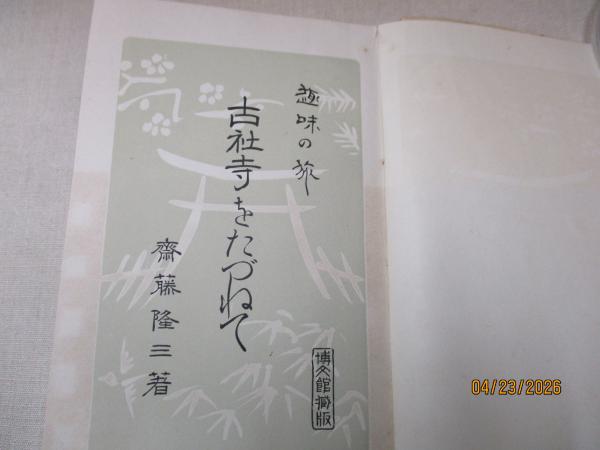 趣味の旅
古社寺をたづねて
齋藤隆三著
博文館蔵版
04/23/2026